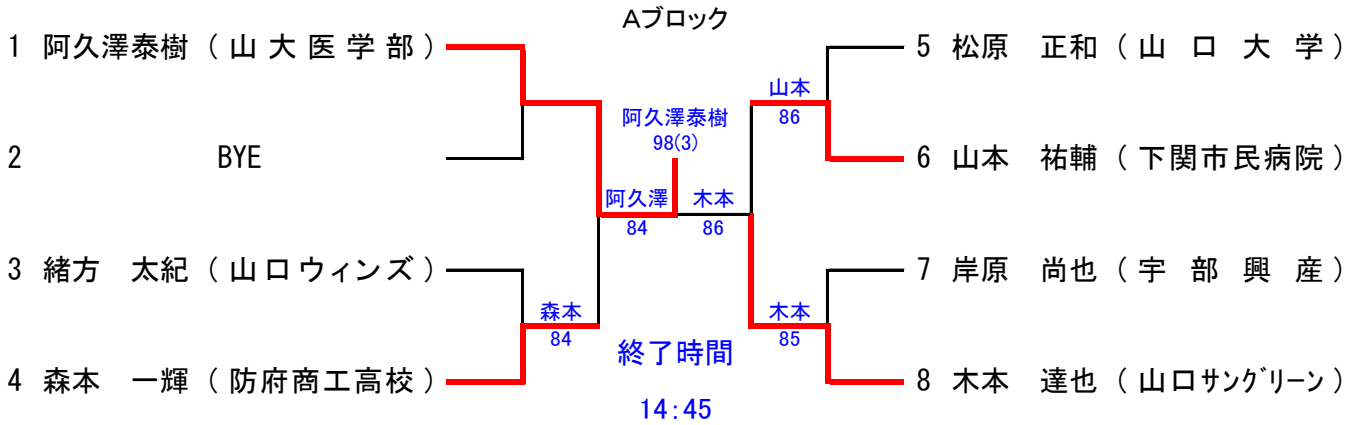 Aブロック
1 阿久澤泰樹 ( 山大医学部 )
5 松原 正和 ( 山口大学 )
山本
86
阿久澤泰樹
98(3)
2 BYE
6 山本 祐輔 ( 下関市民病院 )
阿久澤 木本
84 86
3 緒方 太紀 ( 山口ウィンズ )
7 岸原 尚也 ( 宇部興産 )
森本
84
木本
85
終了時間
4 森本 一輝 ( 防府商工高校 )
8 木本 達也 ( 山口サングリーン )
14:45